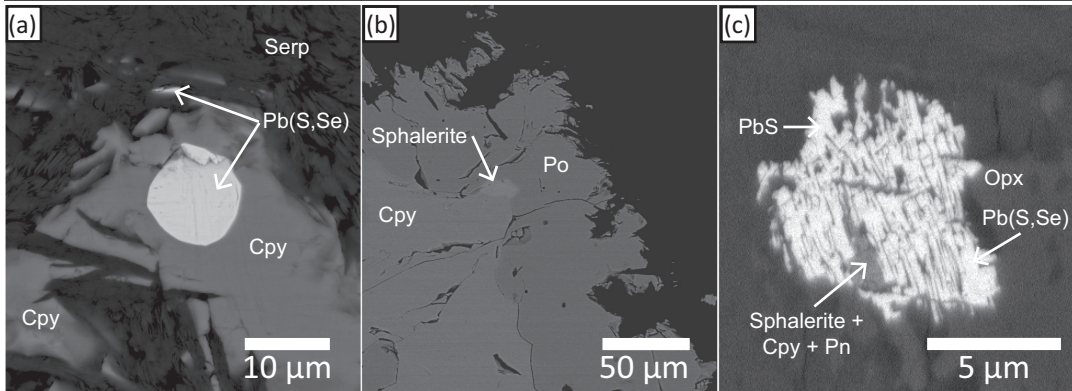 (a)
Serp
Pb(S,Se)
Cpy
Cpy
10 µm
(b)
Sphalerite
Po
Cpy
50 µm
(c)
PbS
Opx
Pb(S,Se)
Sphalerite +
Cpy + Pn
5 µm